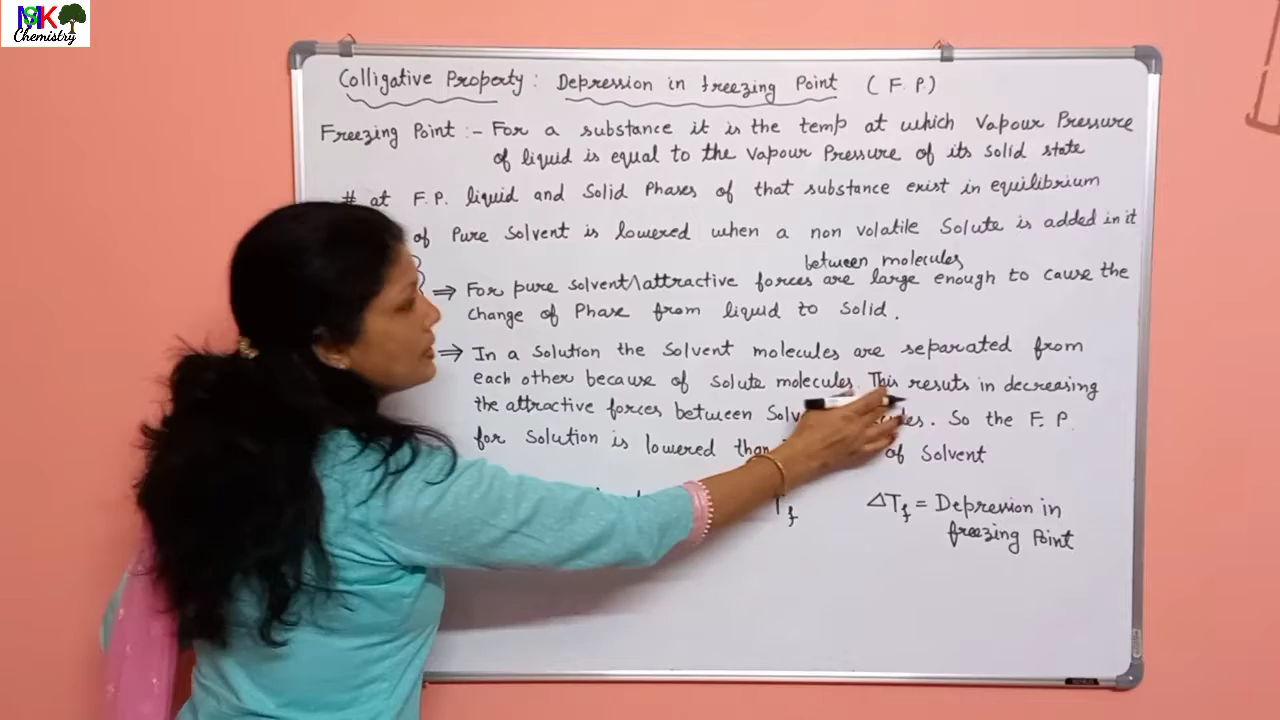 MSK
Chemistry
Colligative Property : Depression in freezing Point ( F. P.)
Freezing Point :- For a substance it is the temp at which Vapour Pressure
of liquid is equal to the Vapour Pressure of its Solid state
# at F.P. liquid and Solid Phases of that substance exist in equilibrium
of Pure Solvent is lowered when a non volatile Solute is added in it
between molecules
⇒ For pure solvent/\attractive forces are large enough to cause the
change of Phase from liquid to Solid.
⇒ In a Solution the Solvent molecules are separated from
each other because of Solute molecules. This resuts in decreasing
the attractive forces between . So the F. P.
for Solution is lowered than of Solvent
Tf ΔTf = Depression in
freezing Point